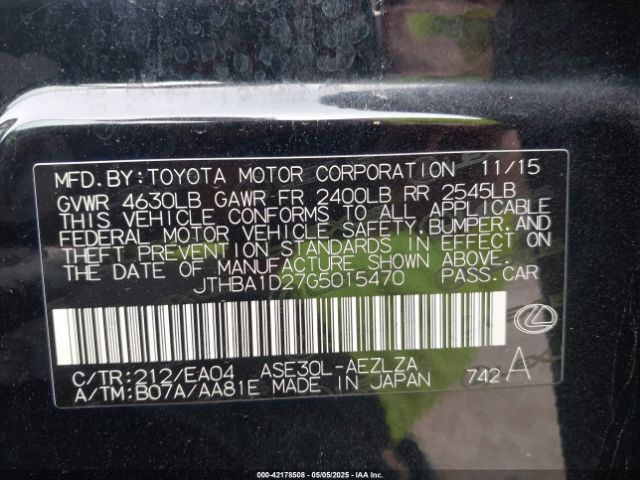 MFD. BY: TOYOTA MOTOR CORPORATION 11/15
GVWR 4630LB GAWR FR 2400LB RR 2545LB
THIS VEHICLE CONFORMS TO ALL APPLICABLE
FEDERAL MOTOR VEHICLE SAFETY, BUMPER, AND
THEFT PREVENTION STANDARDS IN EFFECT ON
THE DATE OF MANUFACTURE SHOWN ABOVE.
JTHBA1D27G5015470 PASS. CAR
C/TR: 212/EA04 ASE30L-AEZLZA
A/TM: B07A/AA81E MADE IN JAPAN 742 A
000-42178508 - 05/05/2025 - IAAI.COM